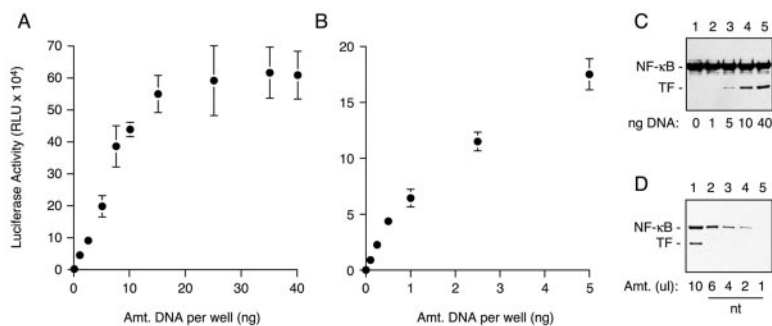 A
Luciferase Activity (RLU x 10⁴)
70
60
50
40
30
20
10
0
0 10 20 30 40
Amt. DNA per well (ng)
B
20
15
10
5
0
0 1 2 3 4 5
Amt. DNA per well (ng)
C
1 2 3 4 5
NF-κB -
TF -
ng DNA: 0 1 5 10 40
D
1 2 3 4 5
NF-κB -
TF -
Amt. (ul): 10 6 4 2 1
nt